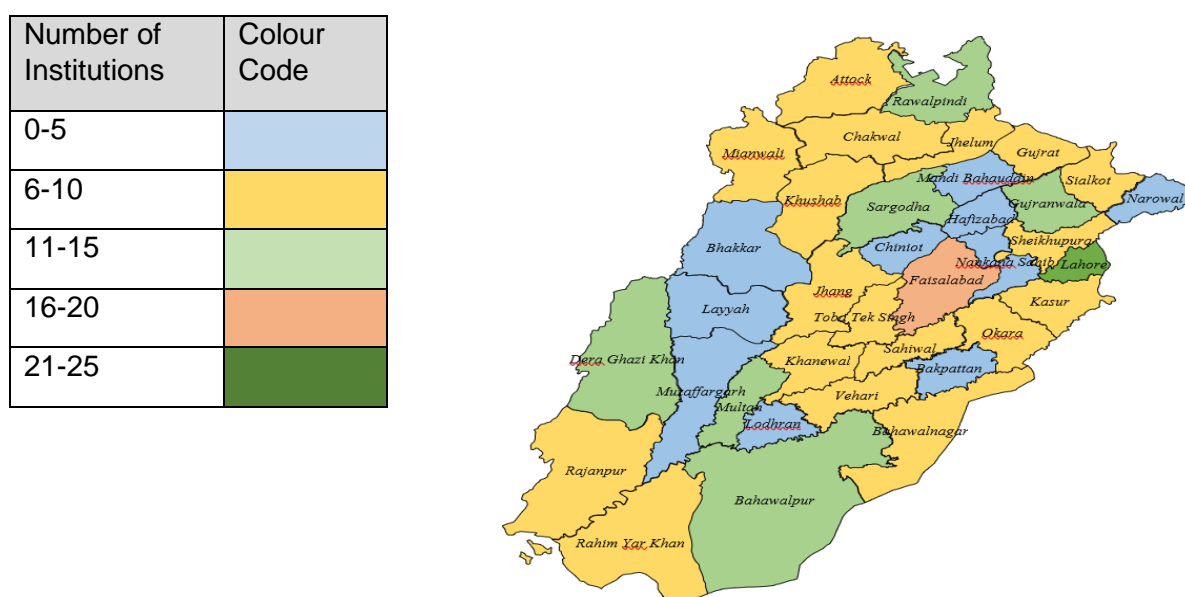 Number of Institutions
Colour Code
0-5
6-10
11-15
16-20
21-25
Attock
Rawalpindi
Chakwal
Jhelum
Mianwali
Gujrat
Mandi Bahauddin
Sialkot
Khushab
Sargodha
Gujranwala
Narowal
Hafizabad
Bhakkar
Chiniot
Sheikhupura
Nankana Sahib
Lahore
Faisalabad
Jhang
Layyah
Toba Tek Singh
Kasur
Okara
Dera Ghazi Khan
Khanewal
Sahiwal
Pakpattan
Muzaffargarh
Vehari
Multan
Lodhran
Bahawalnagar
Rajanpur
Bahawalpur
Rahim Yar Khan